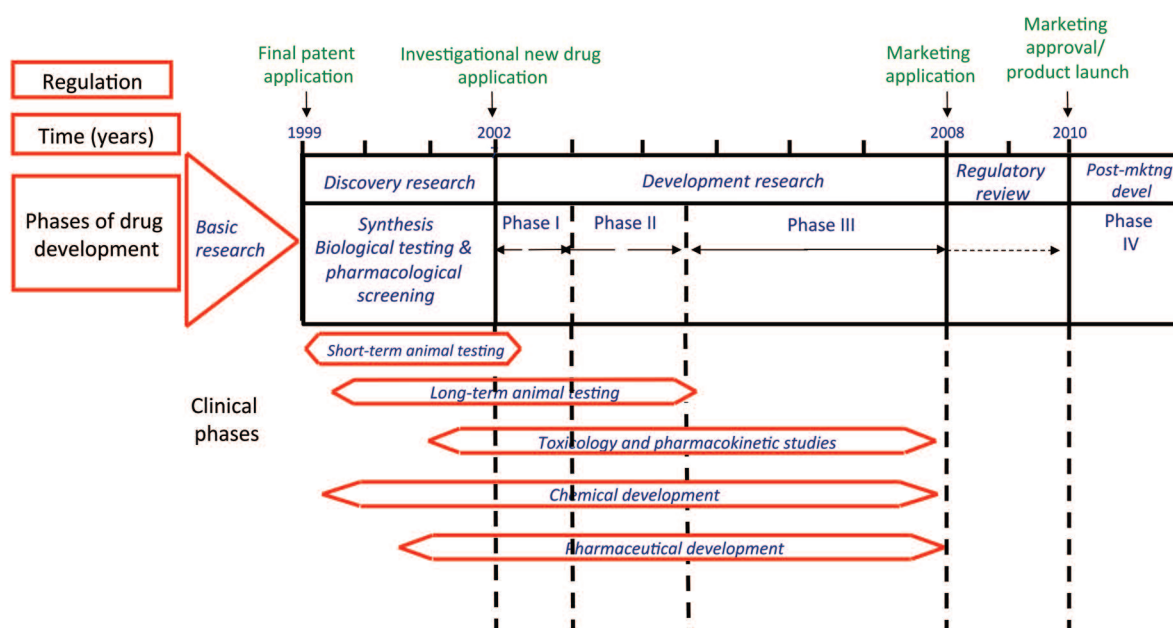 Final patent
application
Investigational new drug
application
Marketing
application
Marketing
approval/
product launch
Regulation
Time (years)
1999
2002
2008
2010
Phases of drug
development
Basic
research
Discovery research
Development research
Regulatory
review
Post-mktng
devel
Synthesis
Biological testing &
pharmacological
screening
Phase I
Phase II
Phase III
Phase
IV
Short-term animal testing
Long-term animal testing
Clinical
phases
Toxicology and pharmacokinetic studies
Chemical development
Pharmaceutical development